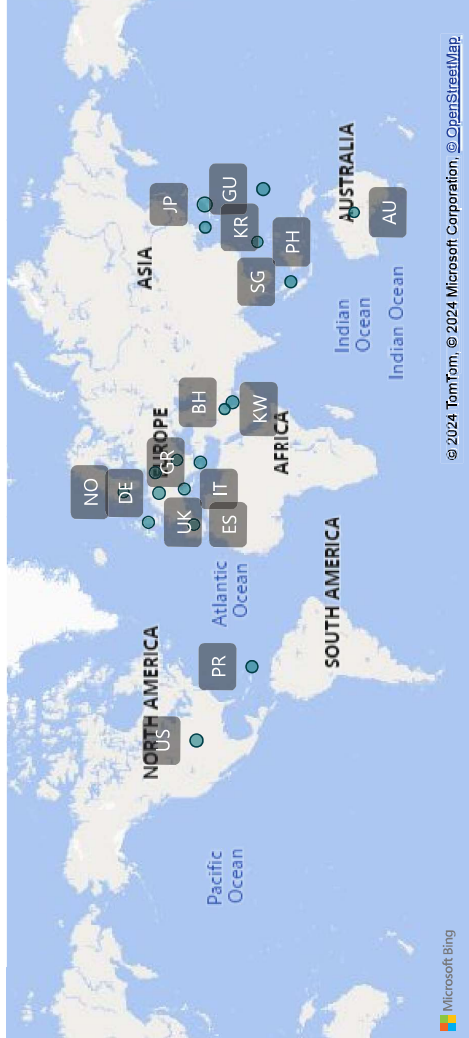 NORTH AMERICA
US
PR
Pacific
Ocean
Atlantic
Ocean
SOUTH AMERICA
NO
DE
EUROPE
GR
UK
IT
ES
AFRICA
BH
KW
ASIA
JP
GU
KR
PH
SG
Indian
Ocean
Indian Ocean
AUSTRALIA
AU
Microsoft Bing
© 2024 TomTom, © 2024 Microsoft Corporation, © OpenStreetMap